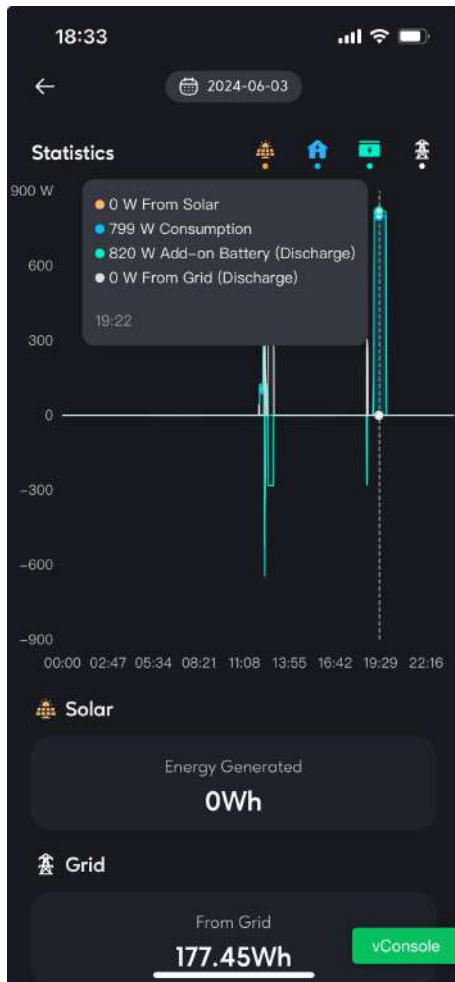 18:33
2024-06-03
Statistics
900 W
0 W From Solar
799 W Consumption
820 W Add-on Battery (Discharge)
0 W From Grid (Discharge)
19:22
600
300
0
-300
-600
-900
00:00 02:47 05:34 08:21 11:08 13:55 16:42 19:29 22:16
Solar
Energy Generated
0Wh
Grid
From Grid
177.45Wh
vConsole